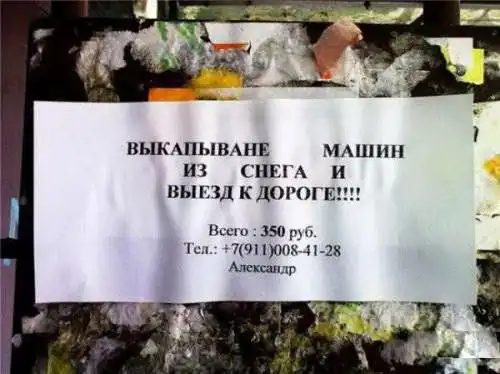 ВЫКАПЫВАНЕ МАШИН
ИЗ СНЕГА И
ВЫЕЗД К ДОРОГЕ!!!!
Всего : 350 руб.
Тел.: +7(911)008-41-28
Александр